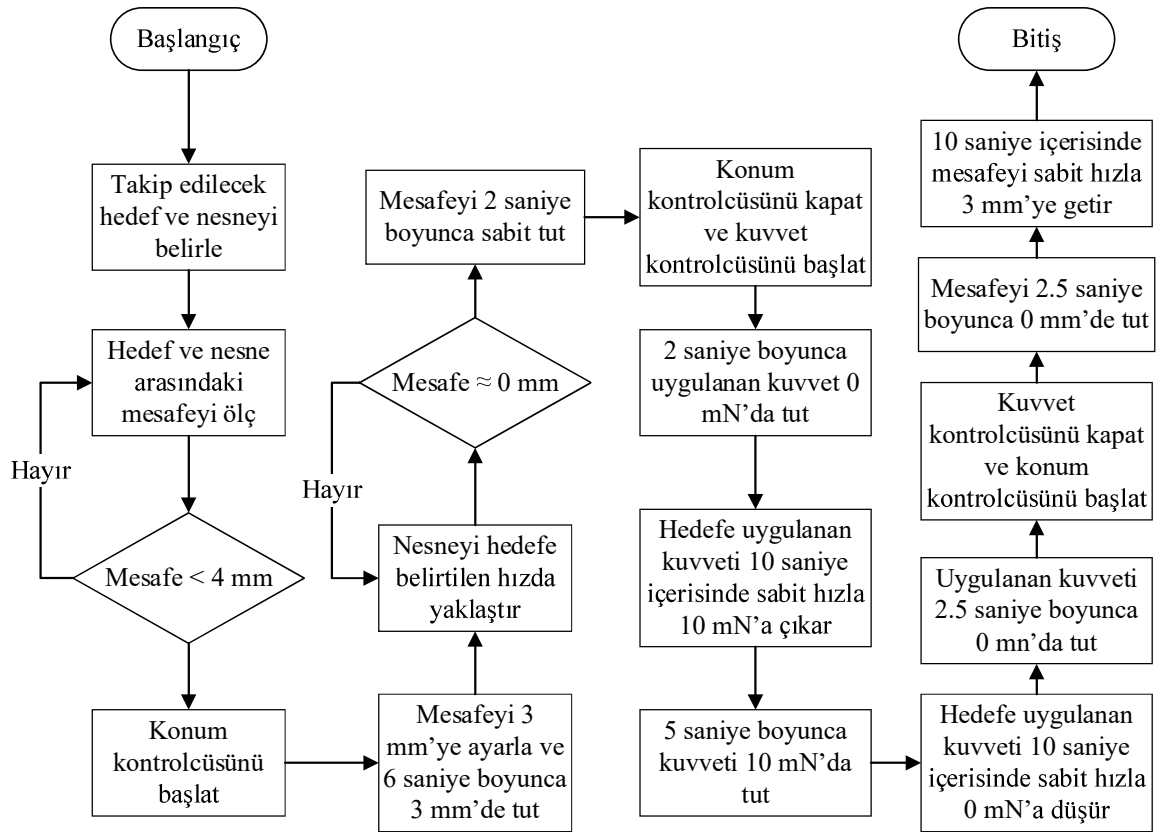 Başlangıç
Takip edilecek
hedef ve nesneyi
belirle
Hedef ve nesne
arasındaki
mesafeyi ölç
Hayır
Mesafe < 4 mm
Konum
kontrolcüsünü
başlat
Mesafeyi 3
mm’ye ayarla ve
6 saniye boyunca
3 mm’de tut
Nesneyi hedefe
belirtilen hızda
yaklaştır
Hayır
Mesafe ≈ 0 mm
Mesafeyi 2 saniye
boyunca sabit tut
Konum
kontrolcüsünü kapat
ve kuvvet
kontrolcüsünü başlat
2 saniye boyunca
uygulanan kuvvet 0
mN’da tut
Hedefe uygulanan
kuvveti 10 saniye
içerisinde sabit hızla
10 mN’a çıkar
5 saniye boyunca
kuvveti 10 mN’da
tut
Hedefe uygulanan
kuvveti 10 saniye
içerisinde sabit hızla
0 mN’a düşür
Uygulanan kuvveti
2.5 saniye boyunca
0 mn’da tut
Kuvvet
kontrolcüsünü kapat
ve konum
kontrolcüsünü başlat
Mesafeyi 2.5 saniye
boyunca 0 mm’de tut
10 saniye içerisinde
mesafeyi sabit hızla
3 mm’ye getir
Bitiş